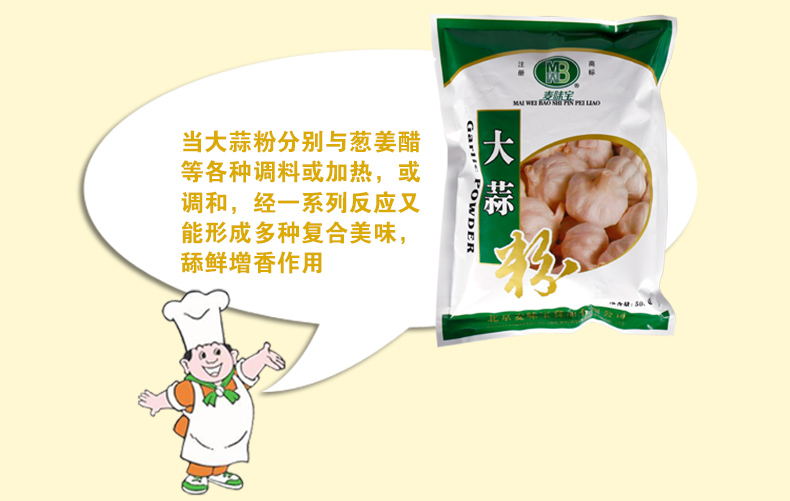 当大蒜粉分别与葱姜醋
等各种调料或加热，或
调和，经一系列反应又
能形成多种复合美味，
舔鲜增香作用
注册
MB
商标
麦味宝®
MAI WEI BAO SHI PIN PEI LIAO
Garlic POWDER
大蒜
粉